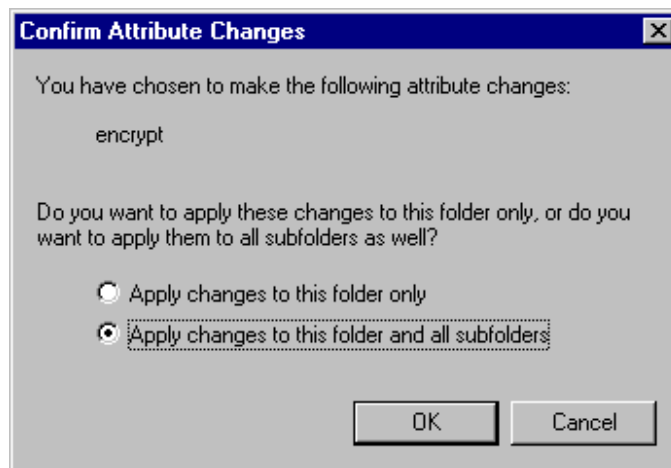 Confirm Attribute Changes
You have chosen to make the following attribute changes:
encrypt
Do you want to apply these changes to this folder only, or do you
want to apply them to all subfolders as well?
Apply changes to this folder only
Apply changes to this folder and all subfolders
OK
Cancel